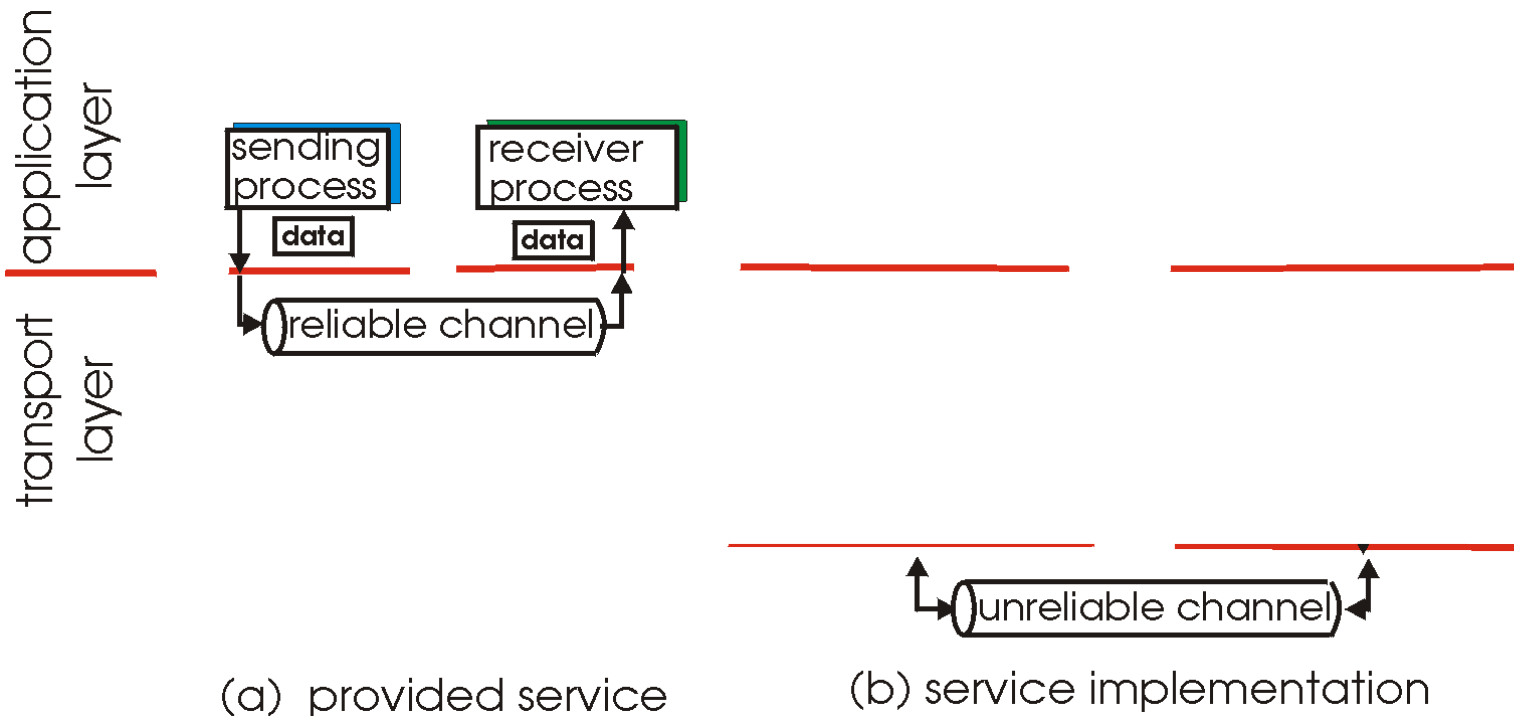 application
layer
sending
process
receiver
process
data
data
transport
layer
reliable channel
unreliable channel
(a) provided service
(b) service implementation